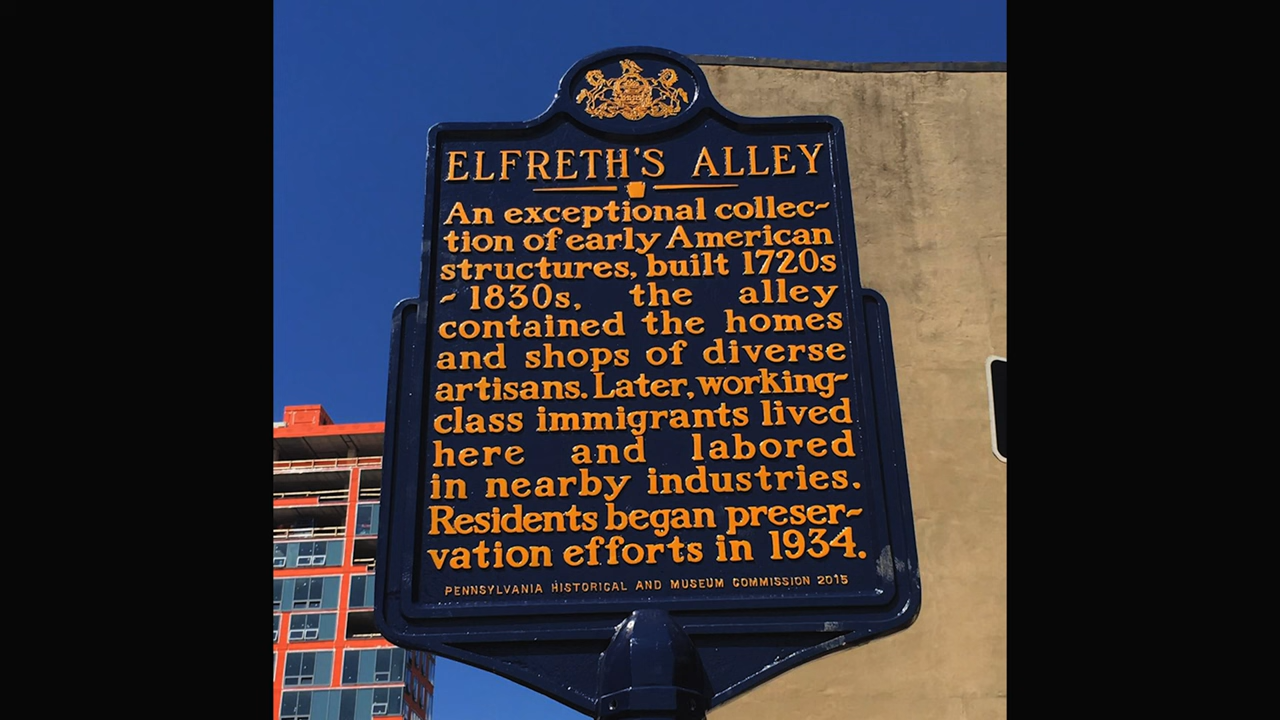 ELFRETH'S ALLEY
An exceptional collec~
tion of early American
structures, built 1720s
~ 1830s, the alley
contained the homes
and shops of diverse
artisans. Later, working~
class immigrants lived
here and labored
in nearby industries.
Residents began preser~
vation efforts in 1934.
PENNSYLVANIA HISTORICAL AND MUSEUM COMMISSION 2015